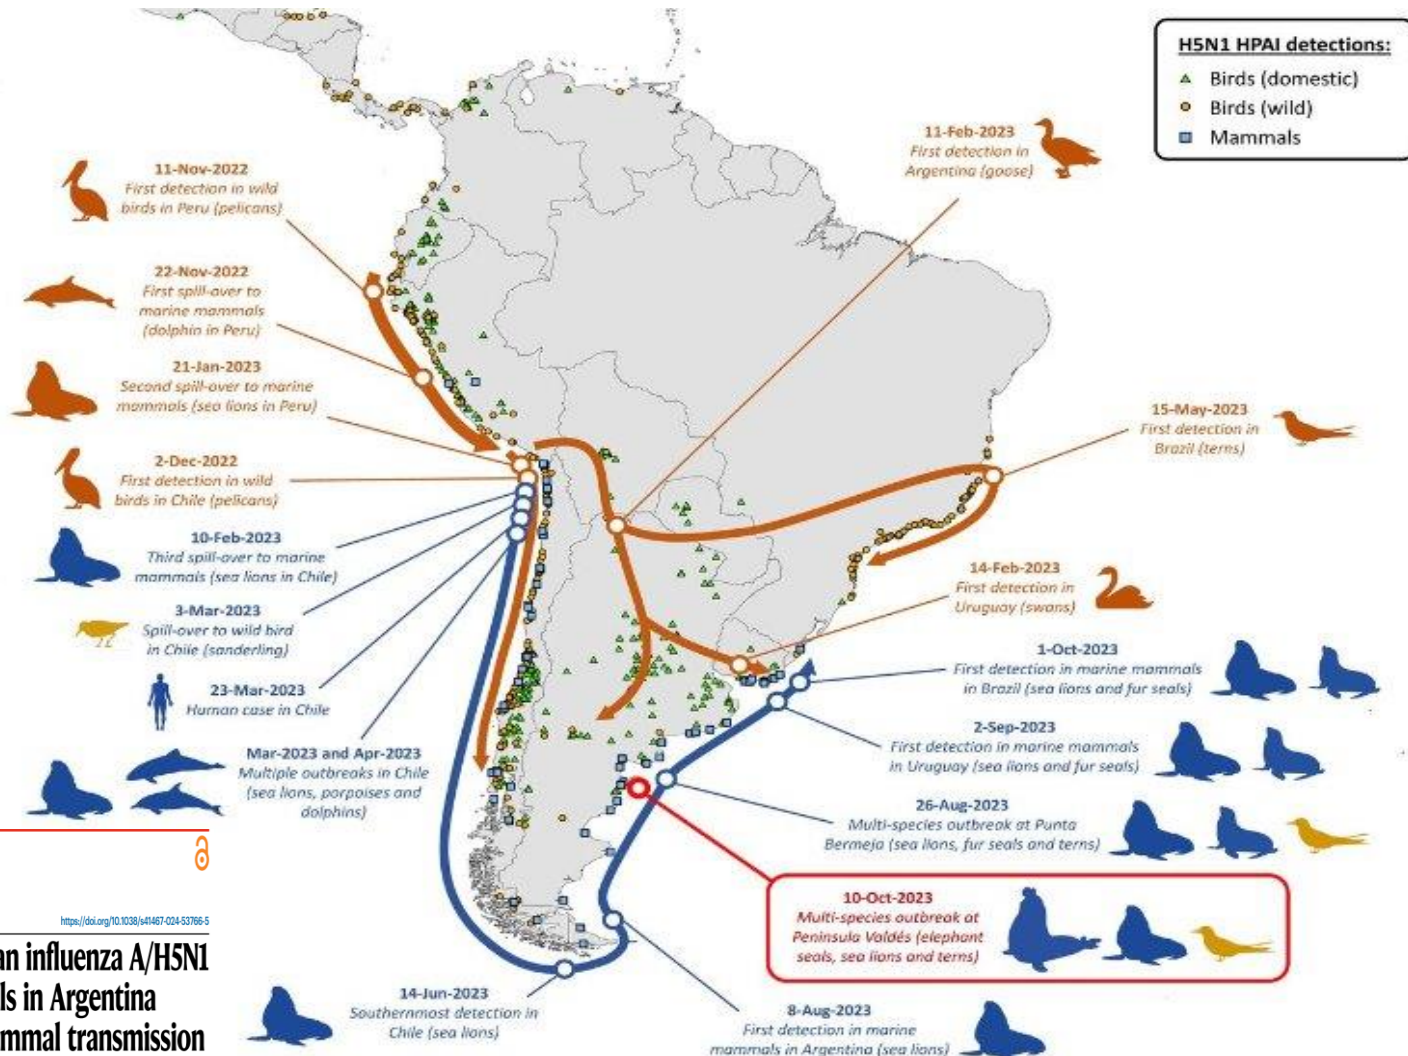 H5N1 HPAI detections:
Birds (domestic)
Birds (wild)
Mammals
11-Feb-2023
First detection in
Argentina (goose)
11-Nov-2022
First detection in wild
birds in Peru (pelicans)
22-Nov-2022
First spill-over to
marine mammals
(dolphin in Peru)
21-Jan-2023
Second spill-over to marine
mammals (sea lions in Peru)
2-Dec-2022
First detection in wild
birds in Chile (pelicans)
10-Feb-2023
Third spill-over to marine
mammals (sea lions in Chile)
3-Mar-2023
Spill-over to wild bird
in Chile (sanderling)
23-Mar-2023
Human case in Chile
Mar-2023 and Apr-2023
Multiple outbreaks in Chile
(sea lions, porpoises and
dolphins)
15-May-2023
First detection in
Brazil (terns)
14-Feb-2023
First detection in
Uruguay (swans)
1-Oct-2023
First detection in marine mammals
in Brazil (sea lions and fur seals)
2-Sep-2023
First detection in marine mammals
in Uruguay (sea lions and fur seals)
26-Aug-2023
Multi-species outbreak at Punta
Bermeja (sea lions, fur seals and terns)
10-Oct-2023
Multi-species outbreak at
Peninsula Valdés (elephant
seals, sea lions and terns)
14-Jun-2023
Southernmost detection in
Chile (sea lions)
8-Aug-2023
First detection in marine
mammals in Argentina (sea lions)
https://doi.org/10.1038/s41467-024-53766-5
an influenza A/H5N1
ls in Argentina
mmal transmission